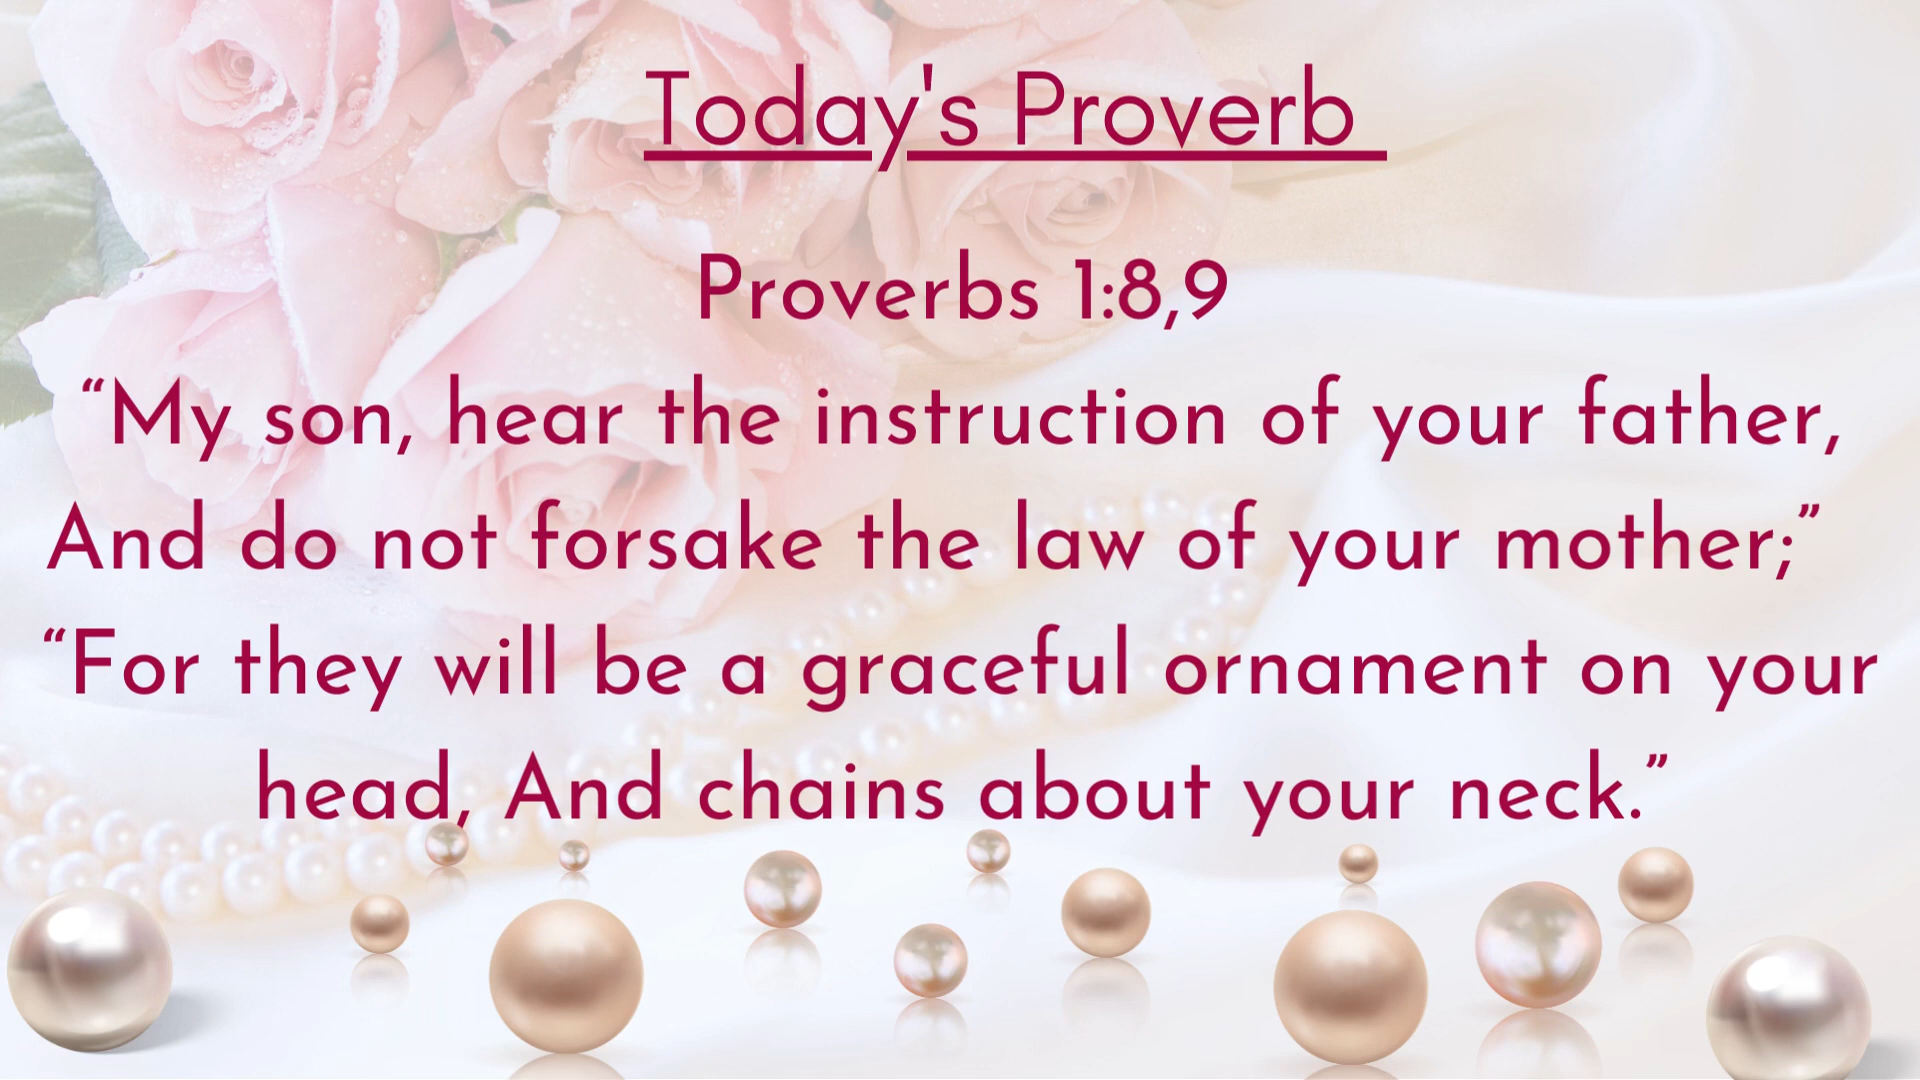 Today's Proverb
Proverbs 1:8,9
“My son, hear the instruction of your father,
And do not forsake the law of your mother;”
“For they will be a graceful ornament on your
head, And chains about your neck.”